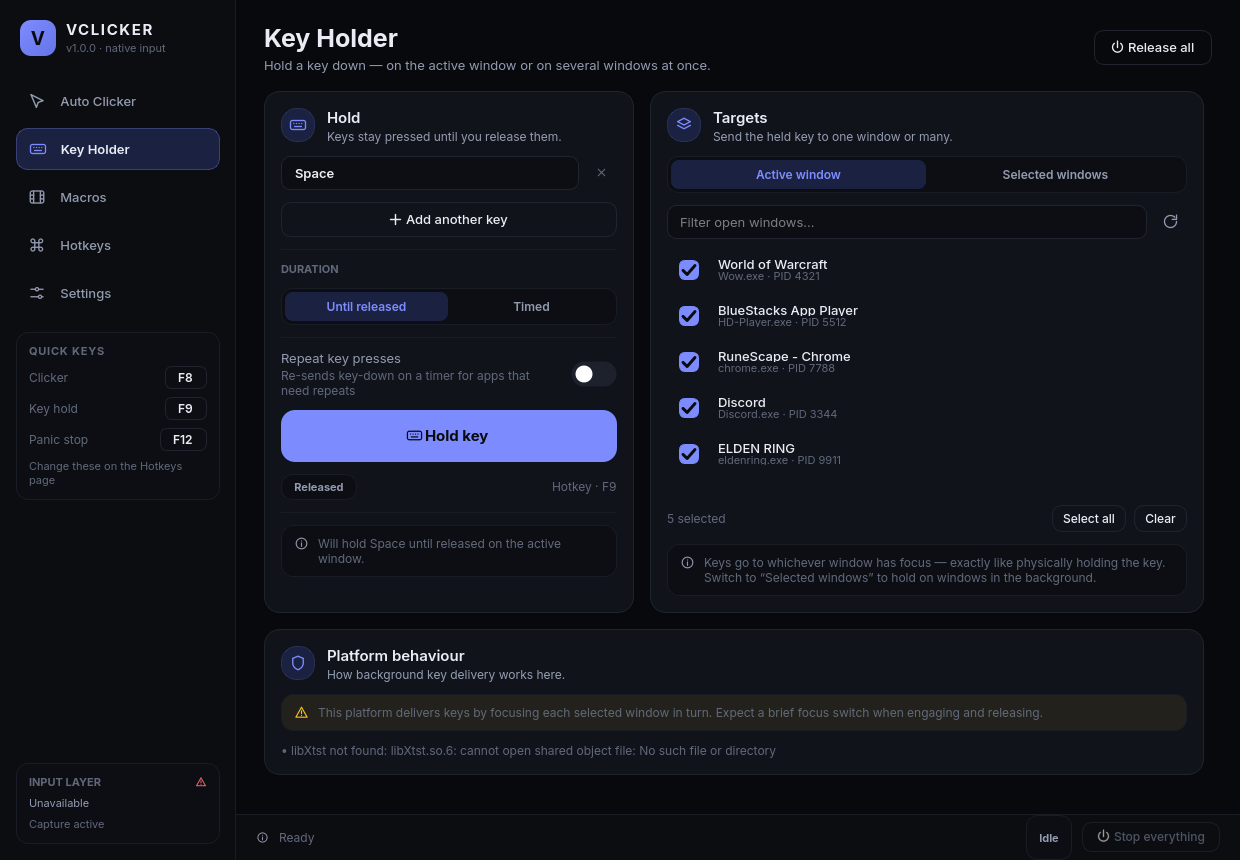 V
VCLICKER
v1.0.0 · native input
Auto Clicker
Key Holder
Macros
Hotkeys
Settings
QUICK KEYS
Clicker F8
Key hold F9
Panic stop F12
Change these on the Hotkeys
page
INPUT LAYER
Unavailable
Capture active
Key Holder
Hold a key down — on the active window or on several windows at once.
Release all
Hold
Keys stay pressed until you release them.
Space
Add another key
DURATION
Until released Timed
Repeat key presses
Re-sends key-down on a timer for apps that
need repeats
Hold key
Released Hotkey · F9
Will hold Space until released on the active
window.
Targets
Send the held key to one window or many.
Active window Selected windows
Filter open windows...
World of Warcraft
Wow.exe · PID 4321
BlueStacks App Player
HD-Player.exe · PID 5512
RuneScape - Chrome
chrome.exe · PID 7788
Discord
Discord.exe · PID 3344
ELDEN RING
eldenring.exe · PID 9911
5 selected Select all Clear
Keys go to whichever window has focus — exactly like physically holding the key.
Switch to “Selected windows” to hold on windows in the background.
Platform behaviour
How background key delivery works here.
This platform delivers keys by focusing each selected window in turn. Expect a brief focus switch when engaging and releasing.
• libXtst not found: libXtst.so.6: cannot open shared object file: No such file or directory
Ready Idle Stop everything